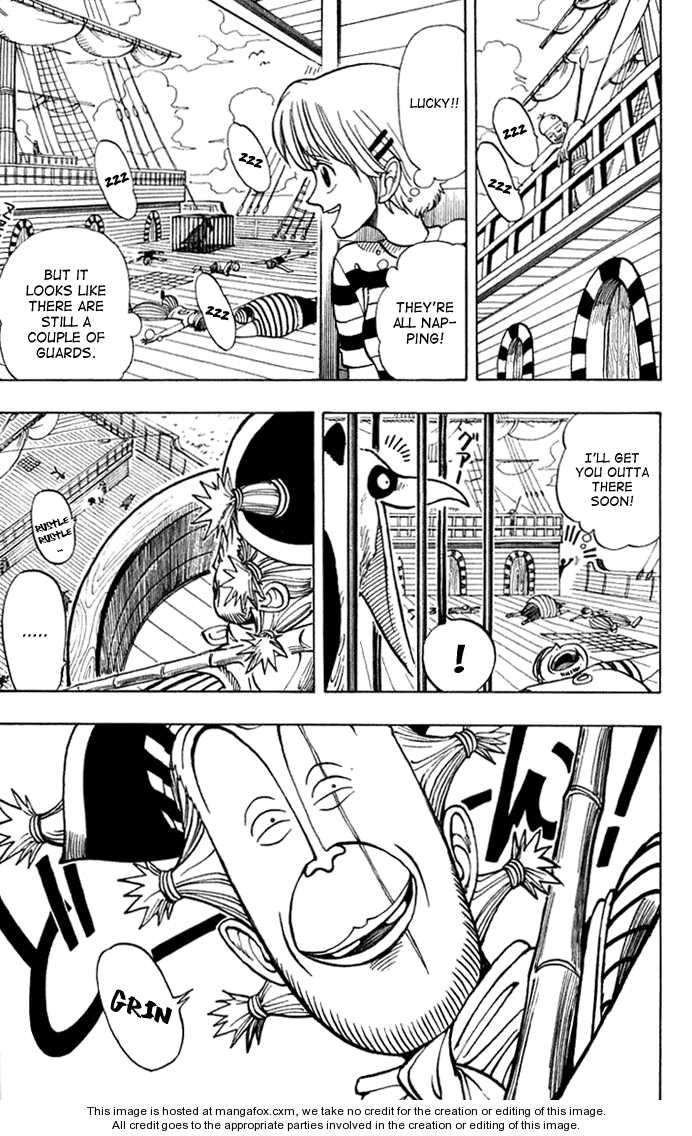 ZZZ
ZZZ
LUCKY!!
THEY'RE
ALL NAP-
PING!
ZZZ
ZZZ
ZZZ
BUT IT
LOOKS LIKE
THERE ARE
STILL A
COUPLE OF
GUARDS.
I'LL GET
YOU OUTTA
THERE
SOON!
グァー
!
RUSTLE
RUSTLE
..
.....
GRIN
This image is hosted at mangafox.cxm, we take no credit for the creation or editing of this image.
All credit goes to the appropriate parties involved in the creation or editing of this image.